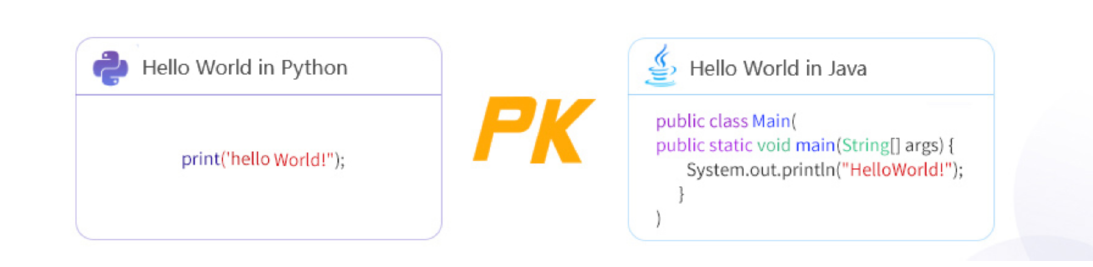 Hello World in Python
print('hello World!");
PK
Hello World in Java
public class Main(
public static void main(String[] args) {
System.out.println("HelloWorld!");
}
)